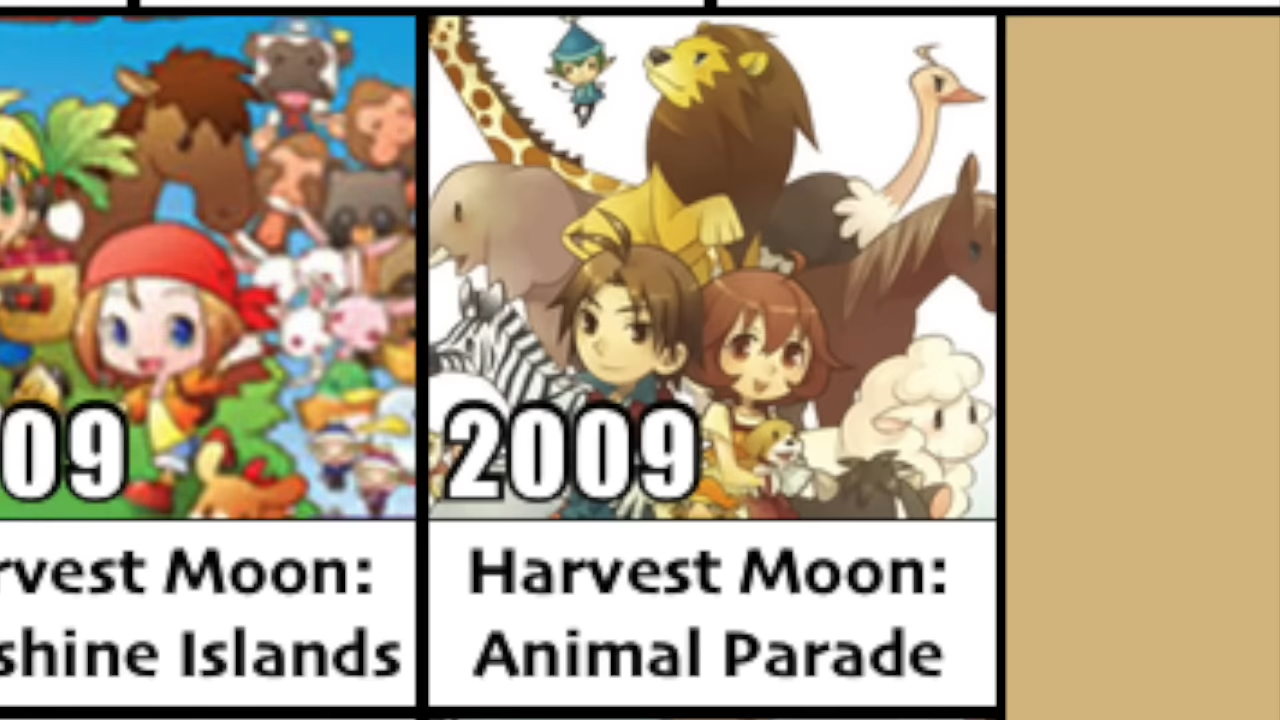 09
rvest Moon:
shine Islands
2009
Harvest Moon:
Animal Parade